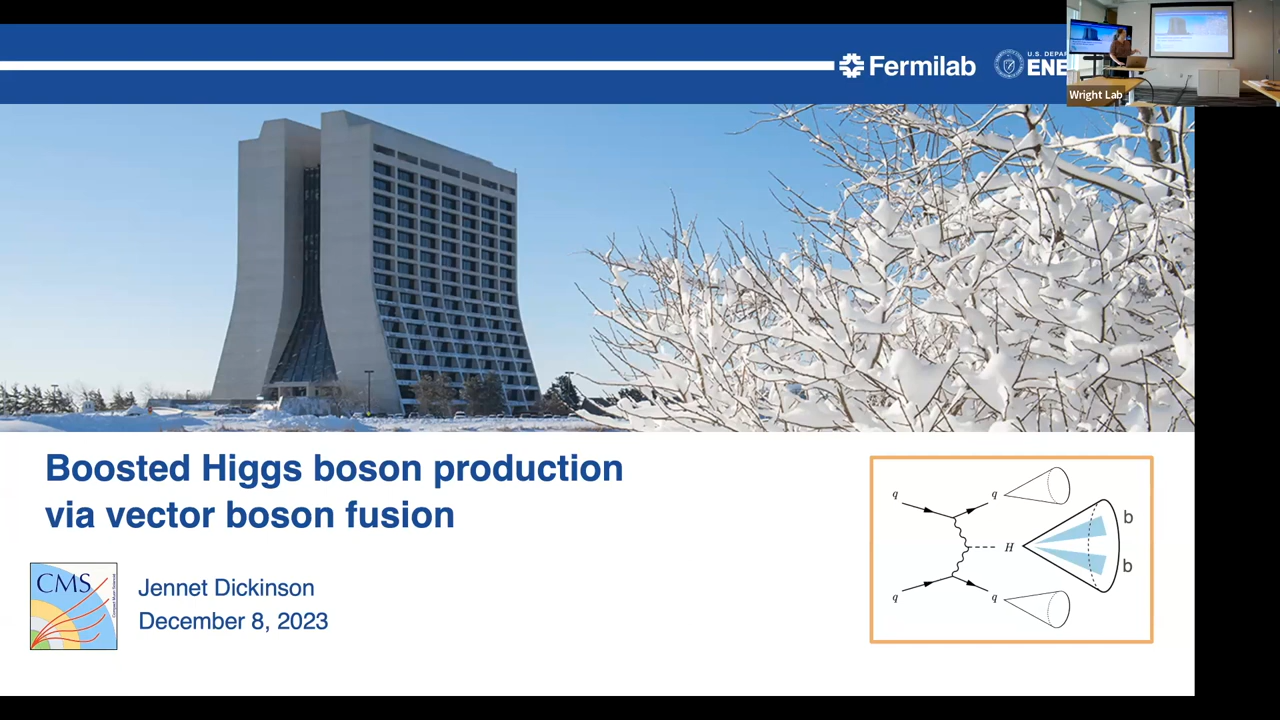 Fermilab
U.S. DEPA
ENE
Wright Lab
Boosted Higgs boson production
via vector boson fusion
CMS
Jennet Dickinson
December 8, 2023
q
q
H
b
b
q
q